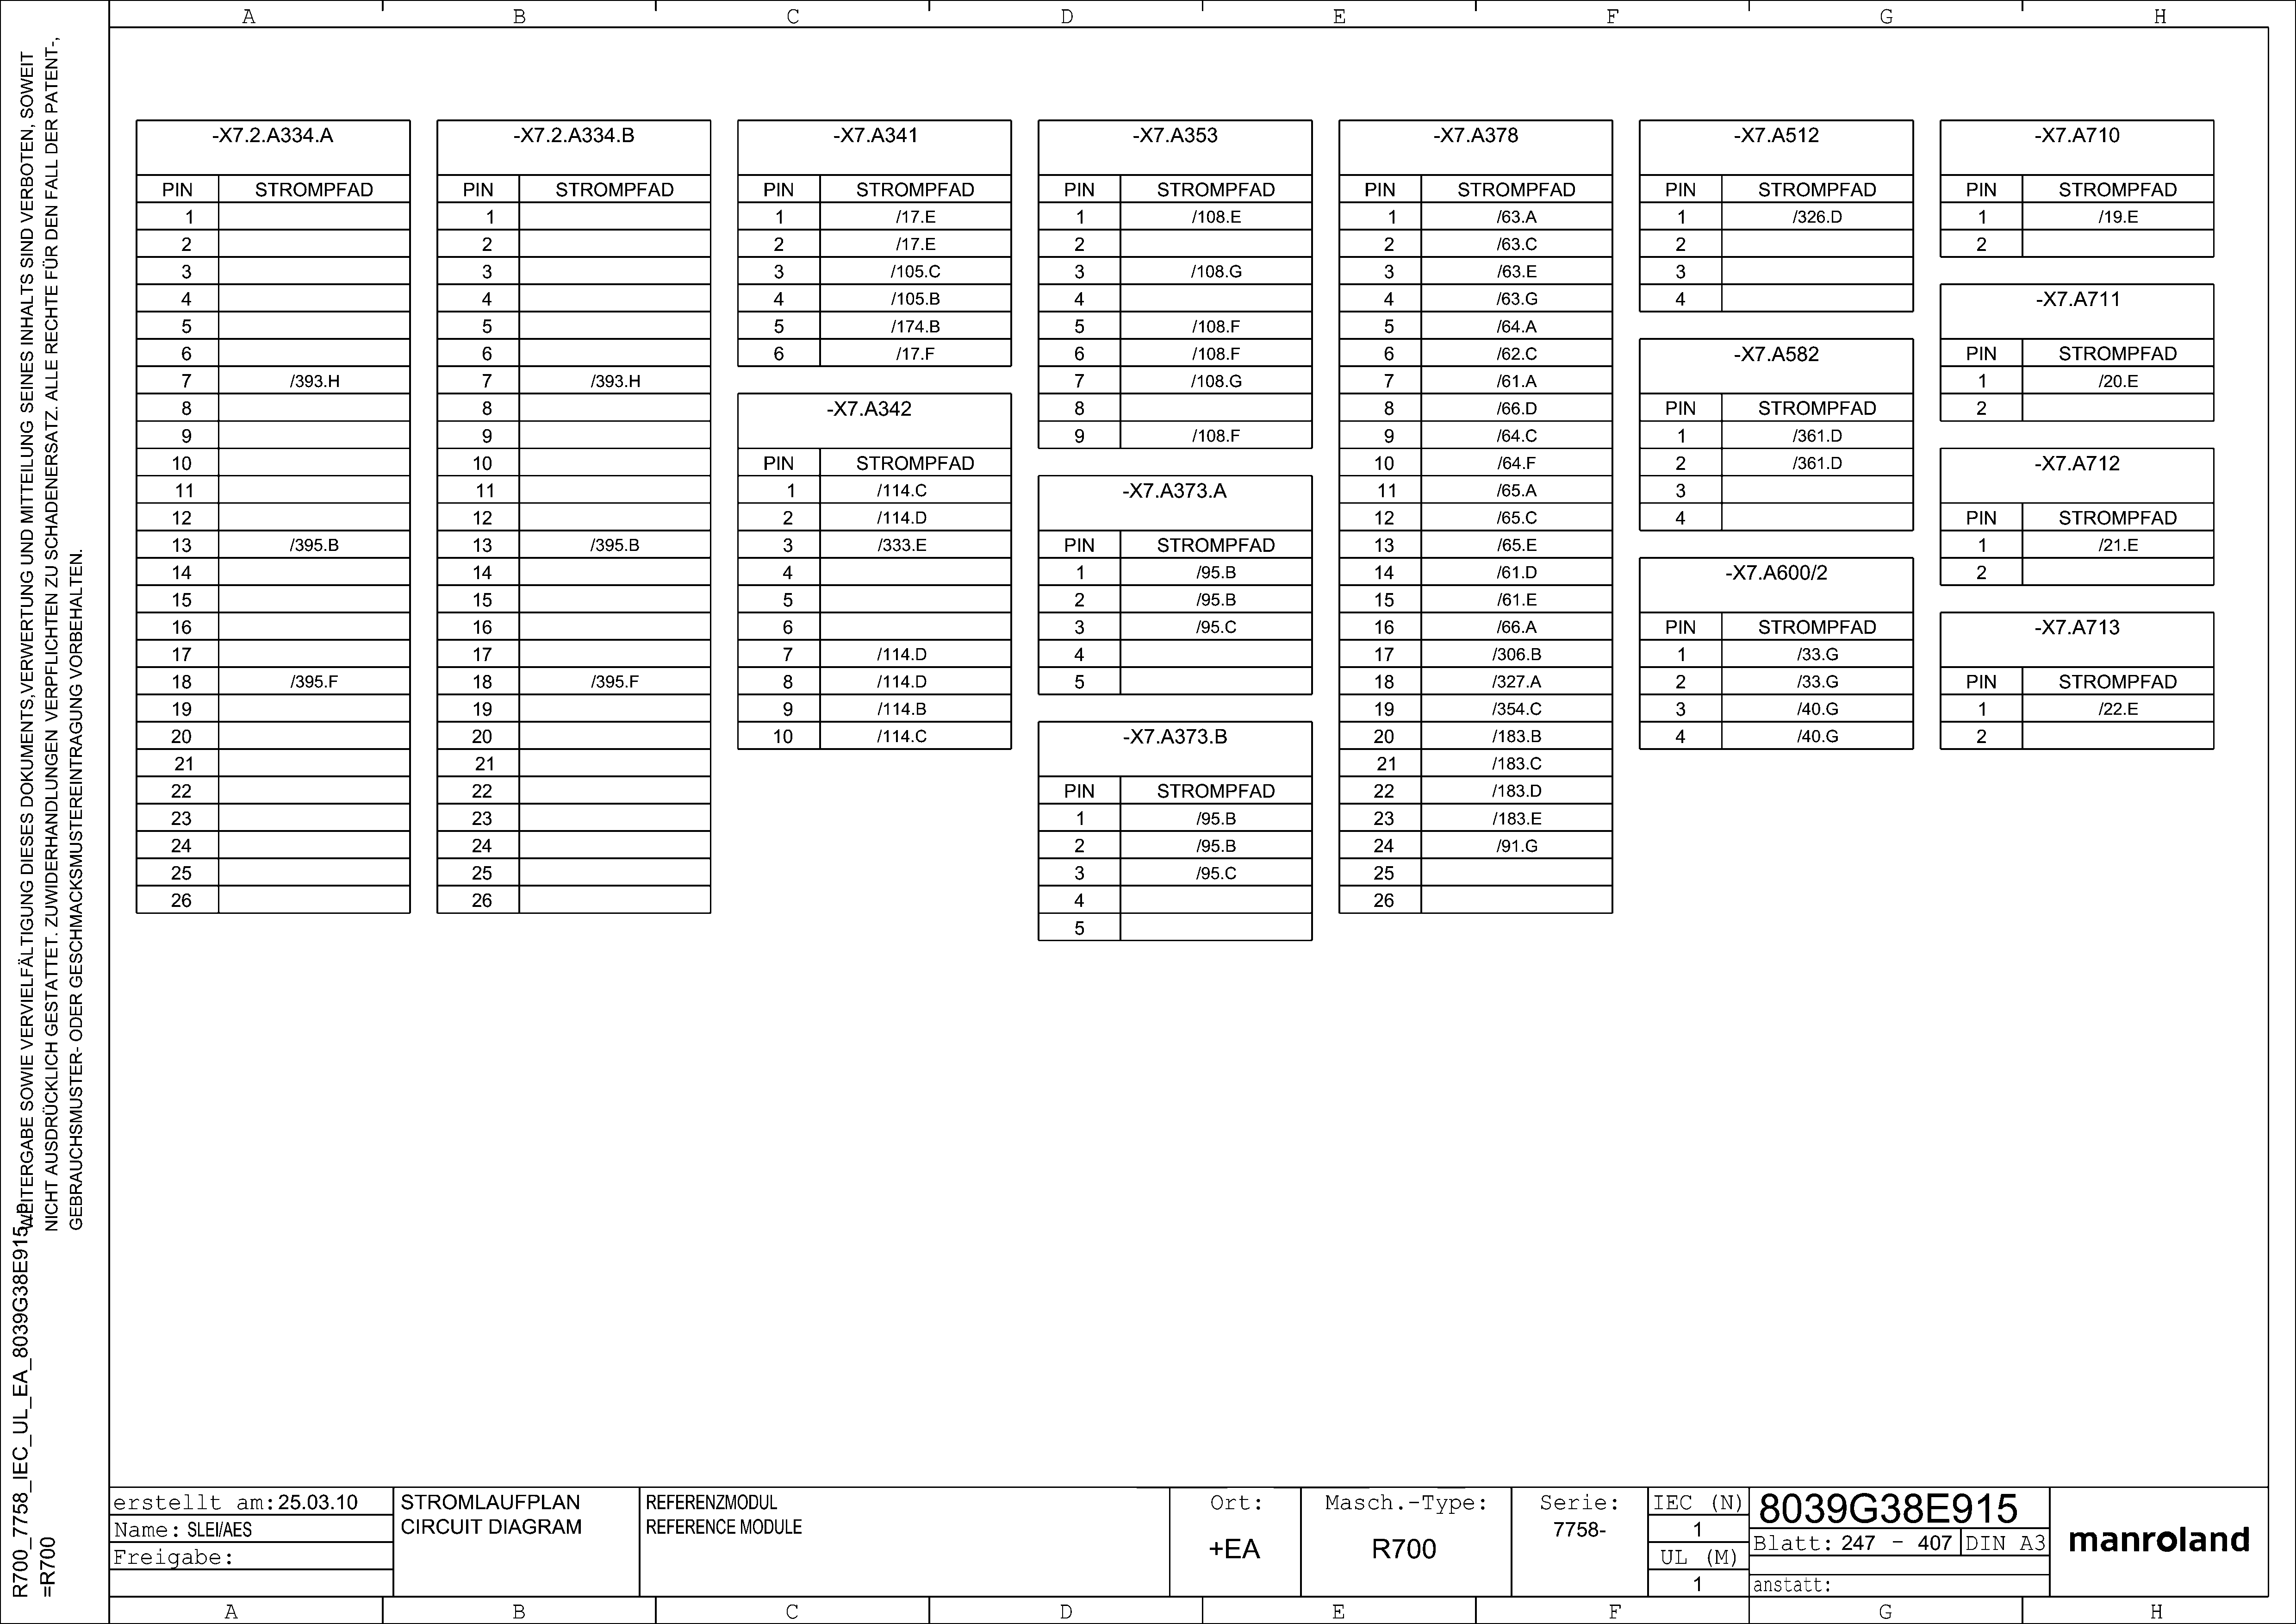 A B C D E F G H
WEITERGABE SOWIE VERVIELFÄLTIGUNG DIESES DOKUMENTS,VERWERTUNG UND MITTEILUNG SEINES INHALTS SIND VERBOTEN, SOWEIT
NICHT AUSDRÜCKLICH GESTATTET. ZUWIDERHANDLUNGEN VERPFLICHTEN ZU SCHADENERSATZ. ALLE RECHTE FÜR DEN FALL DER PATENT-,
GEBRAUCHSMUSTER- ODER GESCHMACKSMUSTEREINTRAGUNG VORBEHALTEN.
-X7.2.A334.A
PIN STROMPFAD
1
2
3
4
5
6
7 /393.H
8
9
10
11
12
13 /395.B
14
15
16
17
18 /395.F
19
20
21
22
23
24
25
26
-X7.2.A334.B
PIN STROMPFAD
1
2
3
4
5
6
7 /393.H
8
9
10
11
12
13 /395.B
14
15
16
17
18 /395.F
19
20
21
22
23
24
25
26
-X7.A341
PIN STROMPFAD
1 /17.E
2 /17.E
3 /105.C
4 /105.B
5 /174.B
6 /17.F
-X7.A342
PIN STROMPFAD
1 /114.C
2 /114.D
3 /333.E
4
5
6
7 /114.D
8 /114.D
9 /114.B
10 /114.C
-X7.A353
PIN STROMPFAD
1 /108.E
2
3 /108.G
4
5 /108.F
6 /108.F
7 /108.G
8
9 /108.F
-X7.A373.A
PIN STROMPFAD
1 /95.B
2 /95.B
3 /95.C
4
5
-X7.A373.B
PIN STROMPFAD
1 /95.B
2 /95.B
3 /95.C
4
5
-X7.A378
PIN STROMPFAD
1 /63.A
2 /63.C
3 /63.E
4 /63.G
5 /64.A
6 /62.C
7 /61.A
8 /66.D
9 /64.C
10 /64.F
11 /65.A
12 /65.C
13 /65.E
14 /61.D
15 /61.E
16 /66.A
17 /306.B
18 /327.A
19 /354.C
20 /183.B
21 /183.C
22 /183.D
23 /183.E
24 /91.G
25
26
-X7.A512
PIN STROMPFAD
1 /326.D
2
3
4
-X7.A582
PIN STROMPFAD
1 /361.D
2 /361.D
3
4
-X7.A600/2
PIN STROMPFAD
1 /33.G
2 /33.G
3 /40.G
4 /40.G
-X7.A710
PIN STROMPFAD
1 /19.E
2
-X7.A711
PIN STROMPFAD
1 /20.E
2
-X7.A712
PIN STROMPFAD
1 /21.E
2
-X7.A713
PIN STROMPFAD
1 /22.E
2
=R700
erstellt am: 25.03.10
Name: SLEI/AES
Freigabe:
STROMLAUFPLAN
CIRCUIT DIAGRAM
REFERENZMODUL
REFERENCE MODULE
Ort:
+EA
Masch.-Type:
R700
Serie:
7758-
IEC (N)
1
UL (M)
1
8039G38E915
Blatt: 247 - 407 DIN A3
anstatt:
manroland
A B C D E F G H